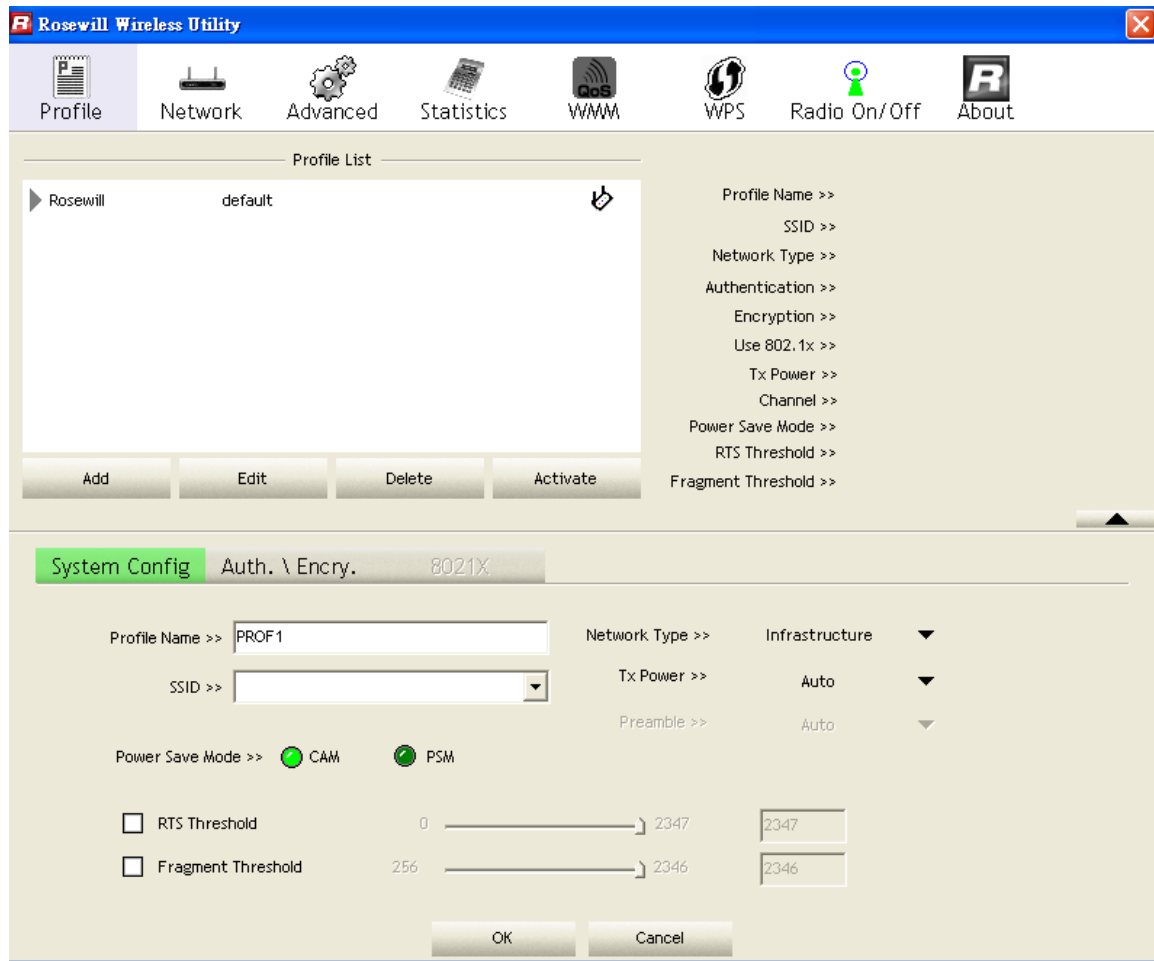 Rosewill Wireless Utility
Profile Network Advanced Statistics QoS WMM WPS Radio On/Off About
Profile List
Rosewill default
Add Edit Delete Activate
Profile Name >>
SSID >>
Network Type >>
Authentication >>
Encryption >>
Use 802.1x >>
Tx Power >>
Channel >>
Power Save Mode >>
RTS Threshold >>
Fragment Threshold >>
System Config Auth. \ Encry. 8021X
Profile Name >> PROF1 Network Type >> Infrastructure
SSID >> Tx Power >> Auto
Preamble >> Auto
Power Save Mode >> CAM PSM
RTS Threshold 0 2347 2347
Fragment Threshold 256 2346 2346
OK Cancel